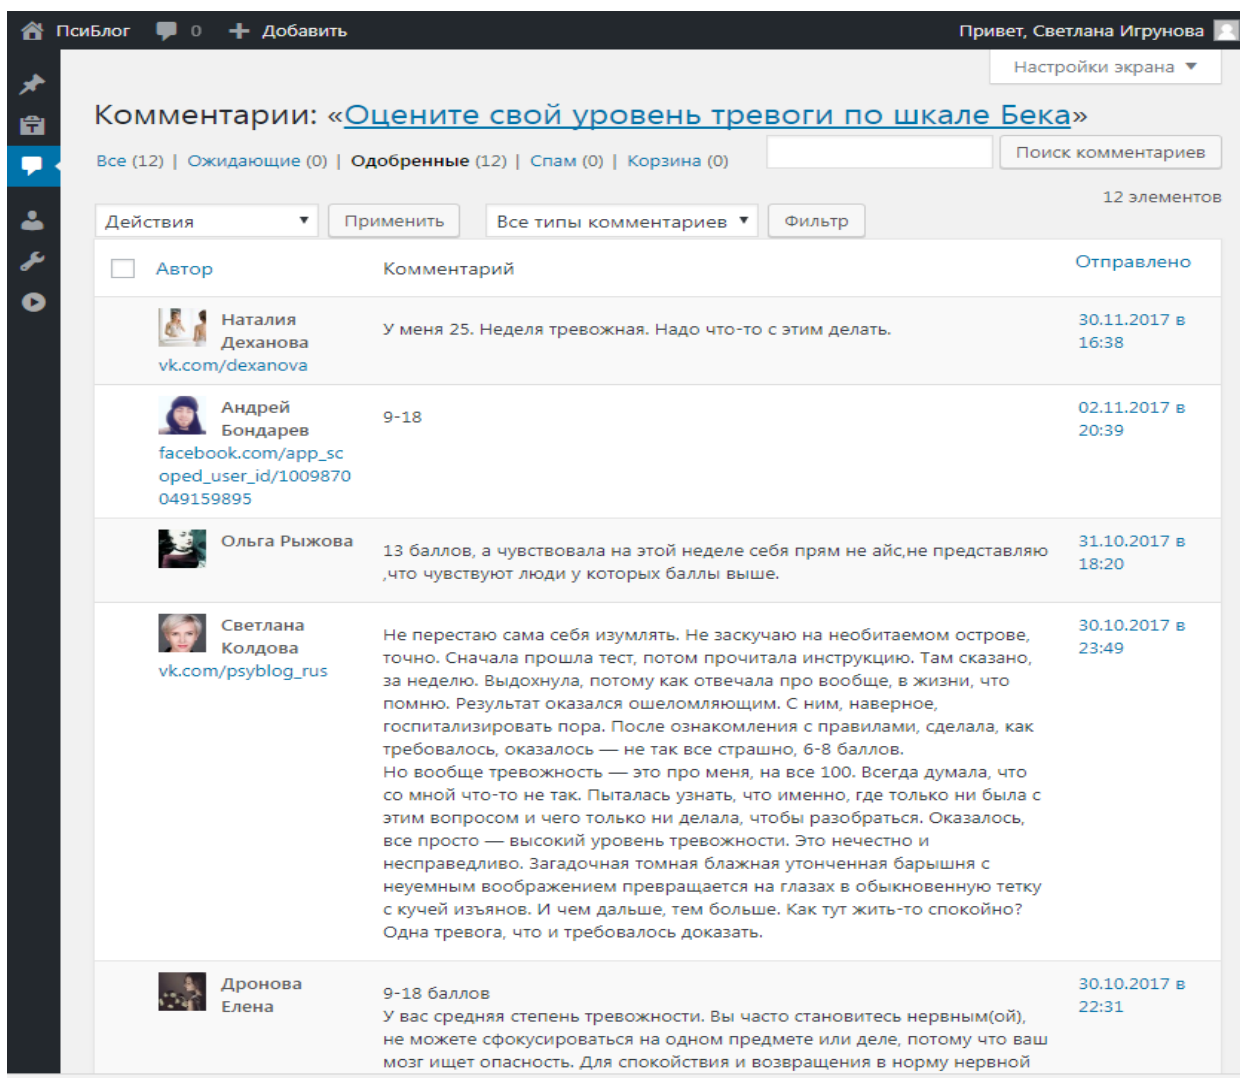 ПсиБлог 0 Добавить Привет, Светлана Игрунова
Настройки экрана ▼
Комментарии: «Оцените свой уровень тревоги по шкале Бека»
Все (12) | Ожидающие (0) | Одобренные (12) | Спам (0) | Корзина (0) Поиск комментариев
12 элементов
Действия ▼ Применить Все типы комментариев ▼ Фильтр
Автор Комментарий Отправлено
Наталия
Деханова
vk.com/dexanova
У меня 25. Неделя тревожная. Надо что-то с этим делать.
30.11.2017 в
16:38
Андрей
Бондарев
facebook.com/app_sc
oped_user_id/1009870
049159895
9-18
02.11.2017 в
20:39
Ольга Рыжова
13 баллов, а чувствовала на этой неделе себя прям не айс,не представляю
,что чувствуют люди у которых баллы выше.
31.10.2017 в
18:20
Светлана
Колдова
vk.com/psyblog_rus
Не перестаю сама себя изумлять. Не заскучаю на необитаемом острове,
точно. Сначала прошла тест, потом прочитала инструкцию. Там сказано,
за неделю. Выдохнула, потому как отвечала про вообще, в жизни, что
помню. Результат оказался ошеломляющим. С ним, наверное,
госпитализировать пора. После ознакомления с правилами, сделала, как
требовалось, оказалось — не так все страшно, 6-8 баллов.
Но вообще тревожность — это про меня, на все 100. Всегда думала, что
со мной что-то не так. Пыталась узнать, что именно, где только ни была с
этим вопросом и чего только ни делала, чтобы разобраться. Оказалось,
все просто — высокий уровень тревожности. Это нечестно и
несправедливо. Загадочная томная блажная утонченная барышня с
неуемным воображением превращается на глазах в обыкновенную тетку
с кучей изъянов. И чем дальше, тем больше. Как тут жить-то спокойно?
Одна тревога, что и требовалось доказать.
30.10.2017 в
23:49
Дронова
Елена
9-18 баллов
У вас средняя степень тревожности. Вы часто становитесь нервным(ой),
не можете сфокусироваться на одном предмете или деле, потому что ваш
мозг ищет опасность. Для спокойствия и возвращения в норму нервной
30.10.2017 в
22:31